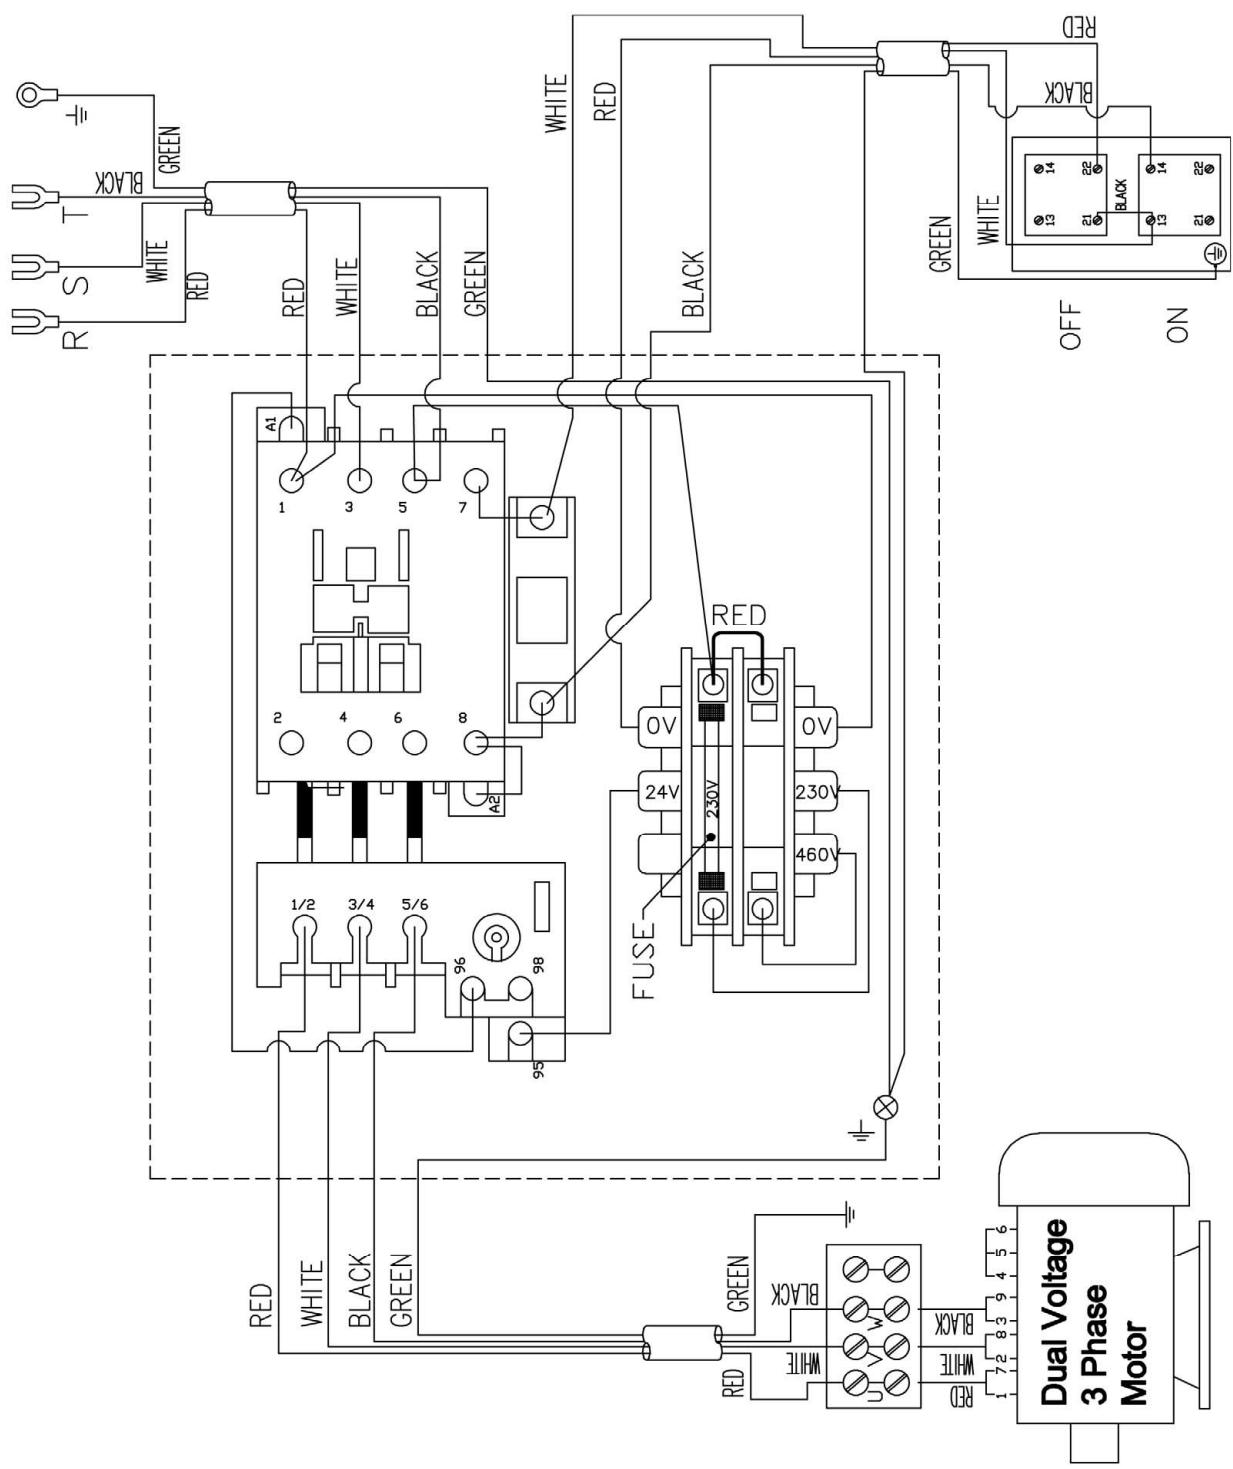 RED
BLACK
WHITE
RED
GREEN
BLACK
T
WHITE
S
RED
R
RED
WHITE
BLACK
GREEN
BLACK
GREEN
WHITE
14
22
BLACK
14
22
13
21
13
21
OFF
ON
A1
1
3
5
7
2
4
6
8
A2
RED
0V
0V
24V
230V
230V
460V
FUSE
1/2
3/4
5/6
96
98
95
RED
WHITE
BLACK
GREEN
GREEN
BLACK
WHITE
RED
W
V
U
BLACK
WHITE
RED
6
5
4
9
3
8
2
7
1
Dual Voltage
3 Phase
Motor